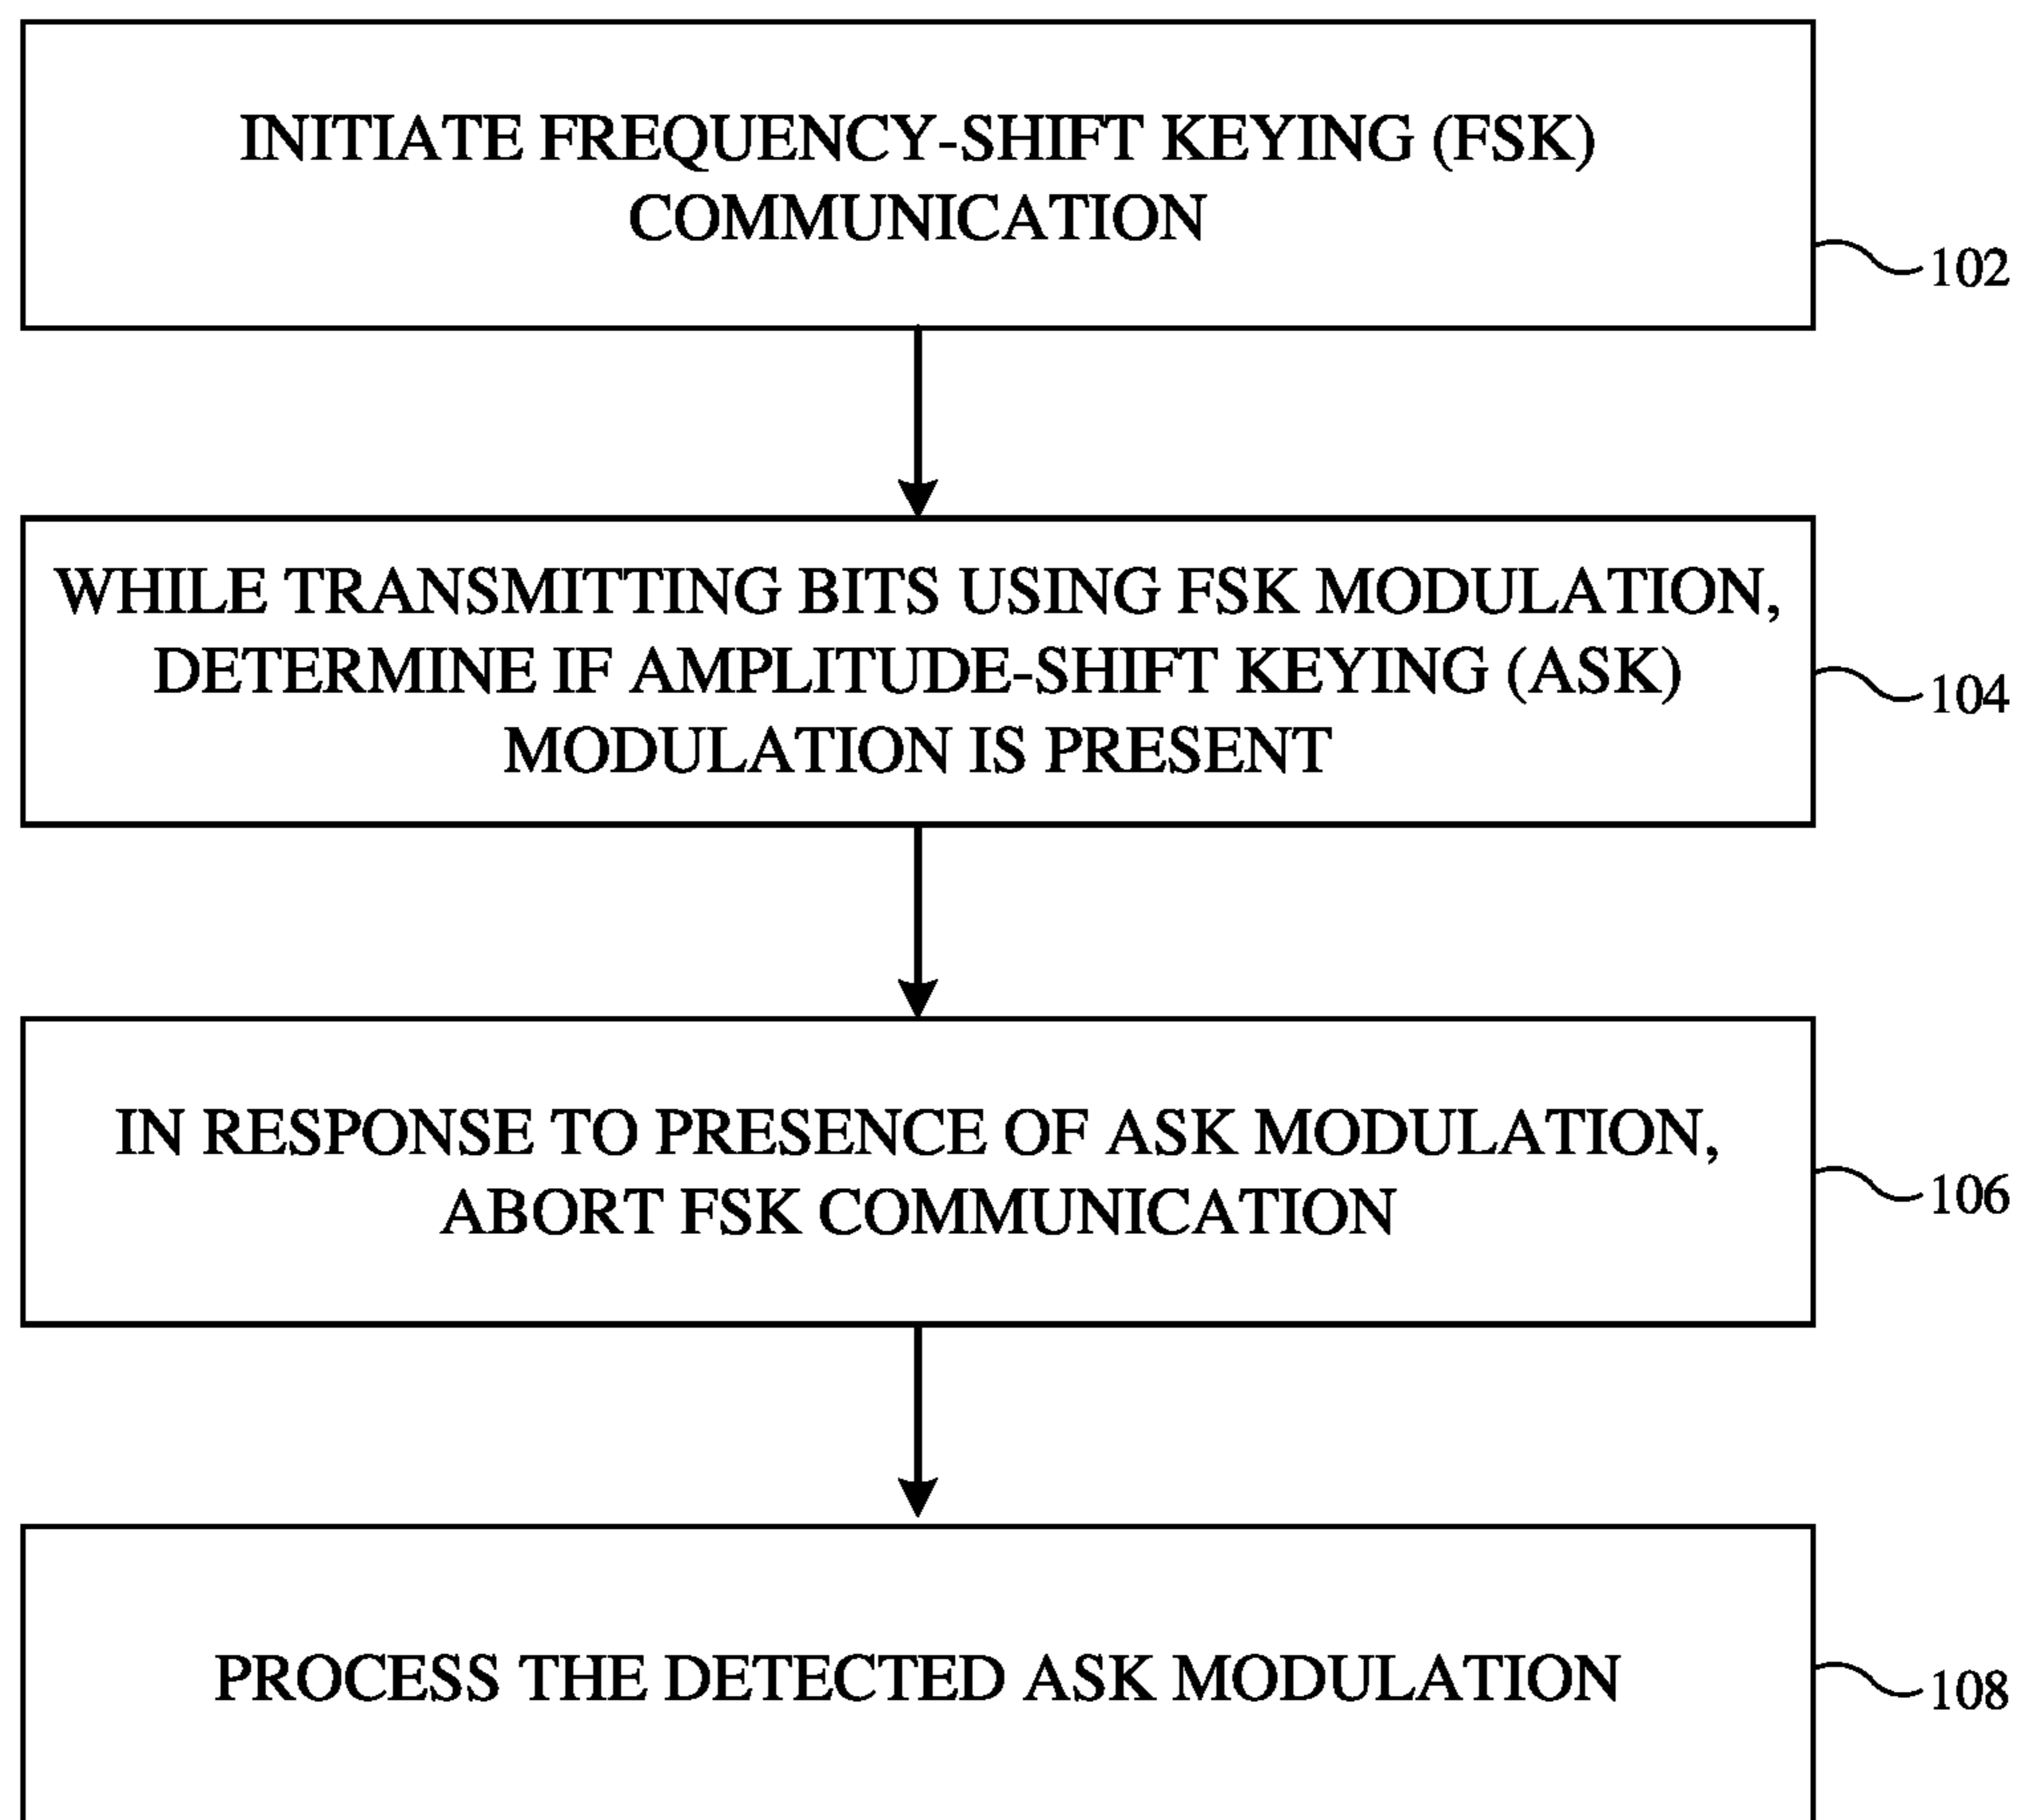 INITIATE FREQUENCY-SHIFT KEYING (FSK)
COMMUNICATION
102
WHILE TRANSMITTING BITS USING FSK MODULATION,
DETERMINE IF AMPLITUDE-SHIFT KEYING (ASK)
MODULATION IS PRESENT
104
IN RESPONSE TO PRESENCE OF ASK MODULATION,
ABORT FSK COMMUNICATION
106
PROCESS THE DETECTED ASK MODULATION
108